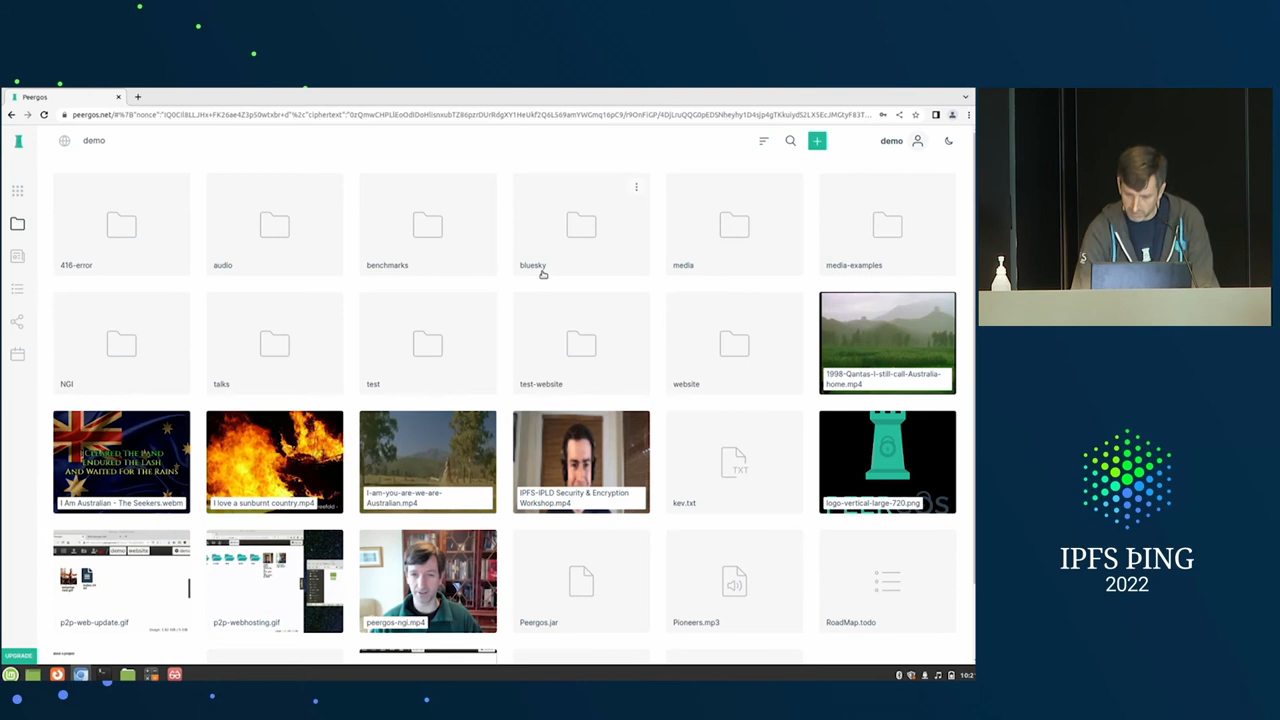 Peergos
demo
demo
416-error
audio
benchmarks
bluesky
media
media-examples
NGI
talks
test
test-website
website
1998-Qantas-I-still-call-Australia-
home.mp4
CLEARED THE LAND
ENDURED THE LASH
AND WAITED FOR THE RAINS
I Am Australian - The Seekers.webm
I love a sunburnt country.mp4
I-am-you-are-we-are-
Australian.mp4
IPFS-IPLD Security & Encryption
Workshop.mp4
TXT
kev.txt
logo-vertical-large-720.png
p2p-web-update.gif
p2p-webhosting.gif
peergos-ngi.mp4
Peergos.jar
Pioneers.mp3
RoadMap.todo
UPGRADE
IPFS ÞING
2022